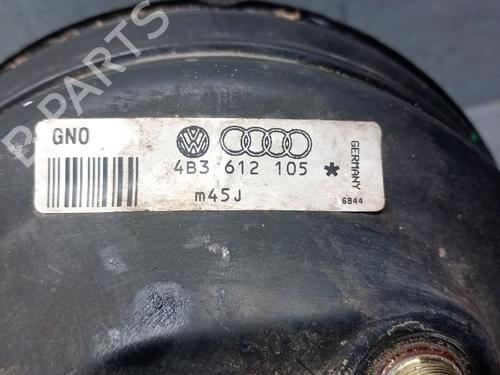 B-PARTS
GNO
4B3 612 105 *
m45J
GERMANY
6844